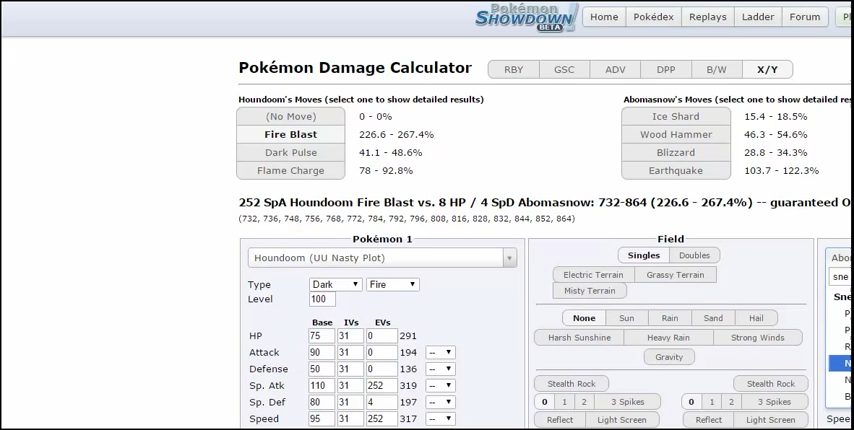 Pokémon
SHOWDOWN!
BETA
Home Pokédex Replays Ladder Forum
Pokémon Damage Calculator RBY GSC ADV DPP B/W X/Y
Houndoom's Moves (select one to show detailed results) Abomasnow's Moves (select one to show detailed
(No Move) 0 - 0% Ice Shard 15.4 - 18.5%
Fire Blast 226.6 - 267.4% Wood Hammer 46.3 - 54.6%
Dark Pulse 41.1 - 48.6% Blizzard 28.8 - 34.3%
Flame Charge 78 - 92.8% Earthquake 103.7 - 122.3%
252 SpA Houndoom Fire Blast vs. 8 HP / 4 SpD Abomasnow: 732-864 (226.6 - 267.4%) -- guaranteed O
(732, 736, 748, 756, 768, 772, 784, 792, 796, 808, 816, 828, 832, 844, 852, 864)
Pokémon 1 Field
Houndoom (UU Nasty Plot) Singles Doubles
Type Dark Fire Electric Terrain Grassy Terrain
Level 100 Misty Terrain
Base IVs EVs None Sun Rain Sand Hail
HP 75 31 0 291 Harsh Sunshine Heavy Rain Strong Winds
Attack 90 31 0 194 -- Gravity
Defense 50 31 0 136 --
Sp. Atk 110 31 252 319 -- Stealth Rock Stealth Rock
Sp. Def 80 31 4 197 -- 0 1 2 3 Spikes 0 1 2 3 Spikes
Speed 95 31 252 317 -- Reflect Light Screen Reflect Light Screen
Abo
sne
Sne
P
P
R
N
N
B
Spee